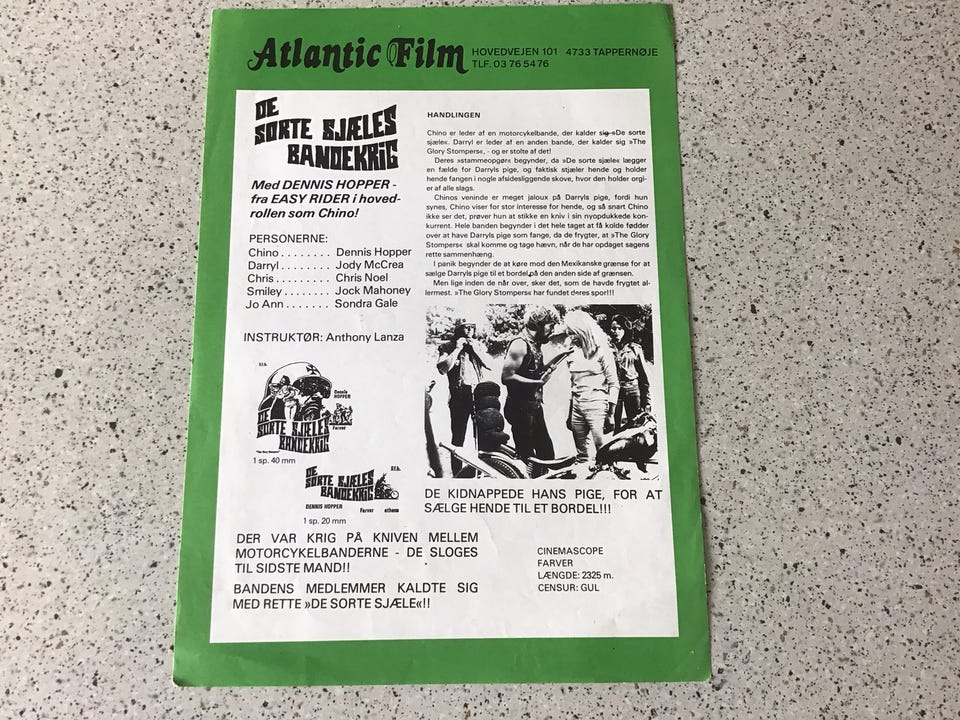 Atlantic Film
HOVEDVEJEN 101 4733 TAPPERNØJE
TLF. 03 76 54 76
DE
SORTE SJÆLES
BANDEKRIG
Med DENNIS HOPPER -
fra EASY RIDER i hoved-
rollen som Chino!
PERSONERNE:
Chino . . . . . . . . Dennis Hopper
Darryl . . . . . . . . Jody McCrea
Chris . . . . . . . . . Chris Noel
Smiley . . . . . . . Jock Mahoney
Jo Ann . . . . . . . Sondra Gale
INSTRUKTØR: Anthony Lanza
F.f.b.
Dennis
HOPPER
DE
SORTE SJÆLES
BANDEKRIG
Farver
1 sp. 40 mm
DE
SORTE SJÆLES
BANDEKRIG
F.f.b.
DENNIS HOPPER Farver
1 sp. 20 mm
DER VAR KRIG PÅ KNIVEN MELLEM
MOTORCYKELBANDERNE - DE SLOGES
TIL SIDSTE MAND!!
BANDENS MEDLEMMER KALDTE SIG
MED RETTE »DE SORTE SJÆLE«!!
HANDLINGEN
Chino er leder af en motorcykelbande, der kalder sig »De sorte
sjæle«. Darryl er leder af en anden bande, der kalder sig »The
Glory Stompers«, - og er stolte af det!
Deres »stammeopgør« begynder, da »De sorte sjæle« lægger
en fælde for Darryls pige, og faktisk stjæler hende og holder
hende fangen i nogle afsidesliggende skove, hvor den holder orgi-
er af alle slags.
Chinos veninde er meget jaloux på Darryls pige, fordi hun
synes, Chino viser for stor interesse for hende, og så snart Chino
ikke ser det, prøver hun at stikke en kniv i sin nyopdukkede kon-
kurrent. Hele banden begynder i det hele taget at få kolde fødder
over at have Darryls pige som fange, da de frygter, at »The Glory
Stompers« skal komme og tage hævn, når de har opdaget sagens
rette sammenhæng.
I panik begynder de at køre mod den Mexikanske grænse for at
sælge Darryls pige til et bordel på den anden side af grænsen.
Men lige inden de når over, sker det, som de havde frygtet al-
lermest. »The Glory Stompers« har fundet deres spor!!!
DE KIDNAPPEDE HANS PIGE, FOR AT
SÆLGE HENDE TIL ET BORDEL!!!
CINEMASCOPE
FARVER
LÆNGDE: 2325 m.
CENSUR: GUL